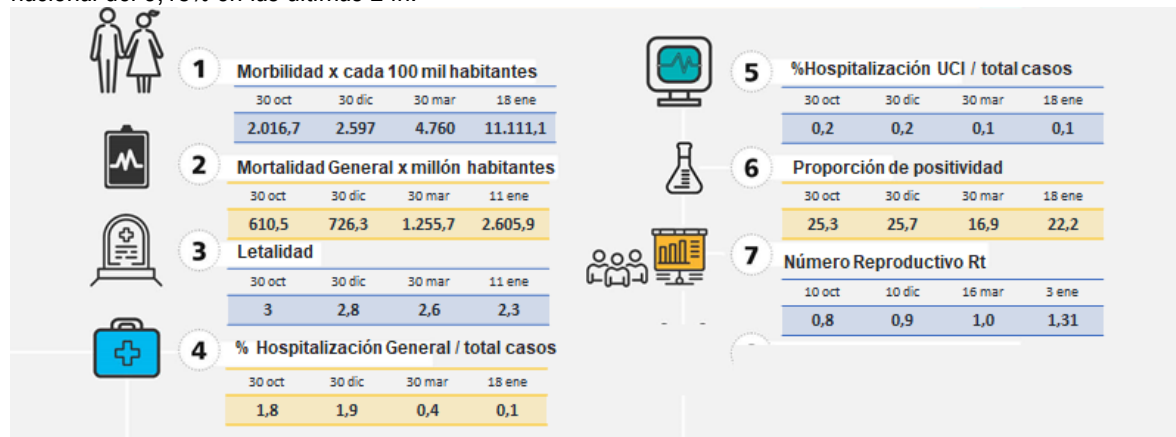 1 Morbilidad x cada 100 mil habitantes
30 oct 30 dic 30 mar 18 ene
2.016,7 2.597 4.760 11.111,1
2 Mortalidad General x millón habitantes
30 oct 30 dic 30 mar 11 ene
610,5 726,3 1.255,7 2.605,9
3 Letalidad
30 oct 30 dic 30 mar 11 ene
3 2,8 2,6 2,3
4 % Hospitalización General / total casos
30 oct 30 dic 30 mar 18 ene
1,8 1,9 0,4 0,1
5 %Hospitalización UCI / total casos
30 oct 30 dic 30 mar 18 ene
0,2 0,2 0,1 0,1
6 Proporción de positividad
30 oct 30 dic 30 mar 18 ene
25,3 25,7 16,9 22,2
7 Número Reproductivo Rt
10 oct 10 dic 16 mar 3 ene
0,8 0,9 1,0 1,31